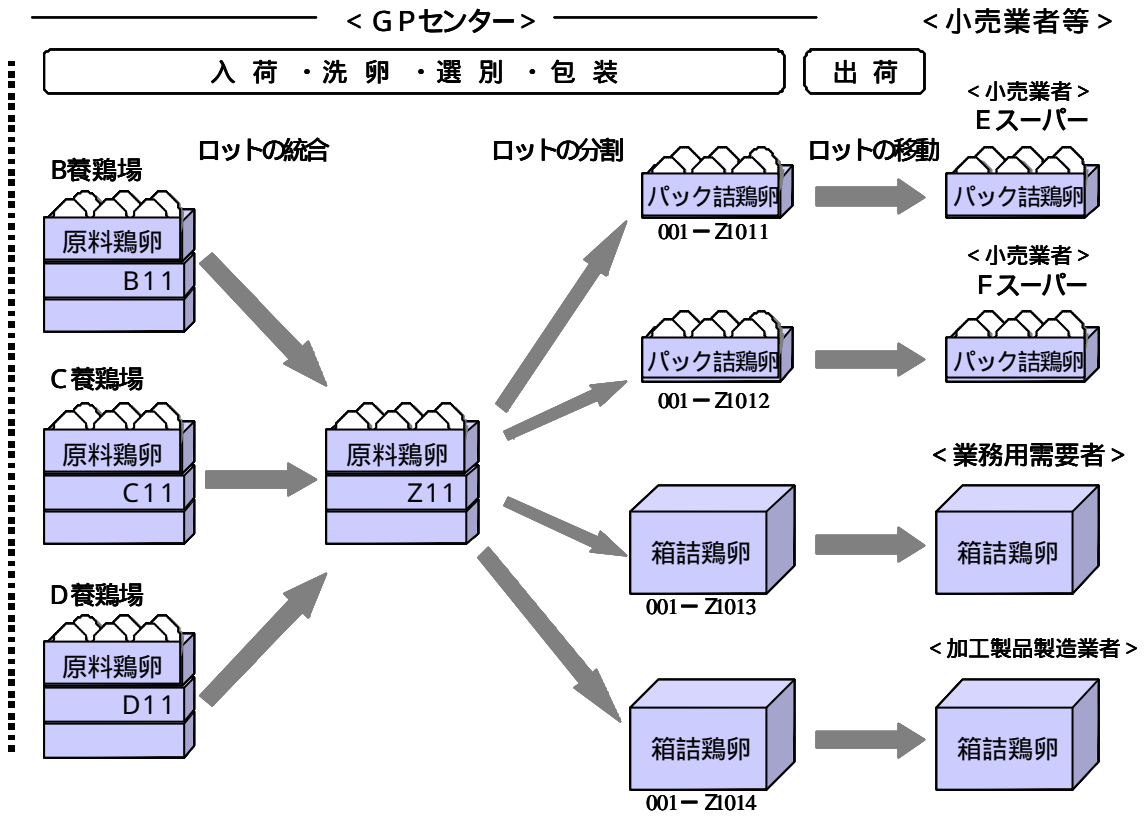 <ＧＰセンター>
<小売業者等>
入荷・洗卵・選別・包装
出荷
ロットの統合
ロットの分割
ロットの移動
B養鶏場
原料鶏卵
B11
C養鶏場
原料鶏卵
C11
D養鶏場
原料鶏卵
D11
原料鶏卵
Z11
パック詰鶏卵
001－Z1011
パック詰鶏卵
001－Z1012
箱詰鶏卵
001－Z1013
箱詰鶏卵
001－Z1014
<小売業者>
Eスーパー
パック詰鶏卵
<小売業者>
Fスーパー
パック詰鶏卵
<業務用需要者>
箱詰鶏卵
<加工製品製造業者>
箱詰鶏卵